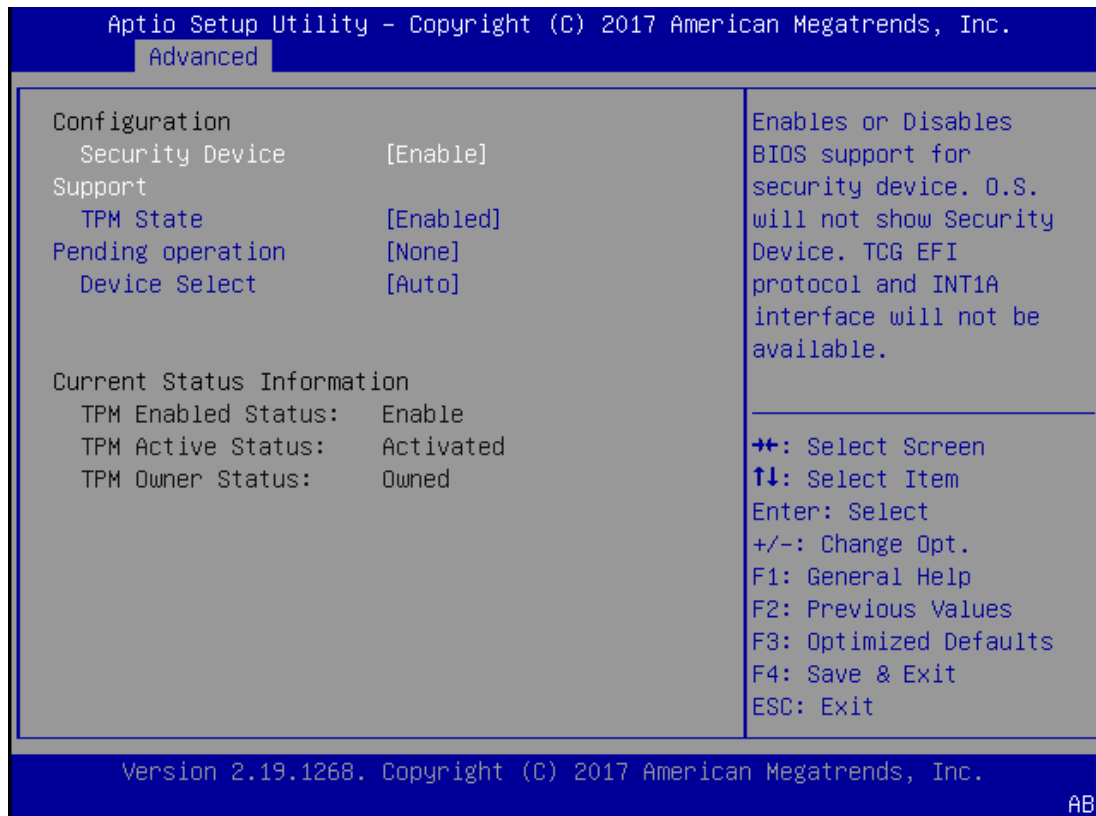 Aptio Setup Utility – Copyright (C) 2017 American Megatrends, Inc.
Advanced
Configuration
Security Device [Enable]
Support
TPM State [Enabled]
Pending operation [None]
Device Select [Auto]
Current Status Information
TPM Enabled Status: Enable
TPM Active Status: Activated
TPM Owner Status: Owned
Enables or Disables
BIOS support for
security device. O.S.
will not show Security
Device. TCG EFI
protocol and INT1A
interface will not be
available.
→←: Select Screen
↑↓: Select Item
Enter: Select
+/-: Change Opt.
F1: General Help
F2: Previous Values
F3: Optimized Defaults
F4: Save & Exit
ESC: Exit
Version 2.19.1268. Copyright (C) 2017 American Megatrends, Inc.
AB